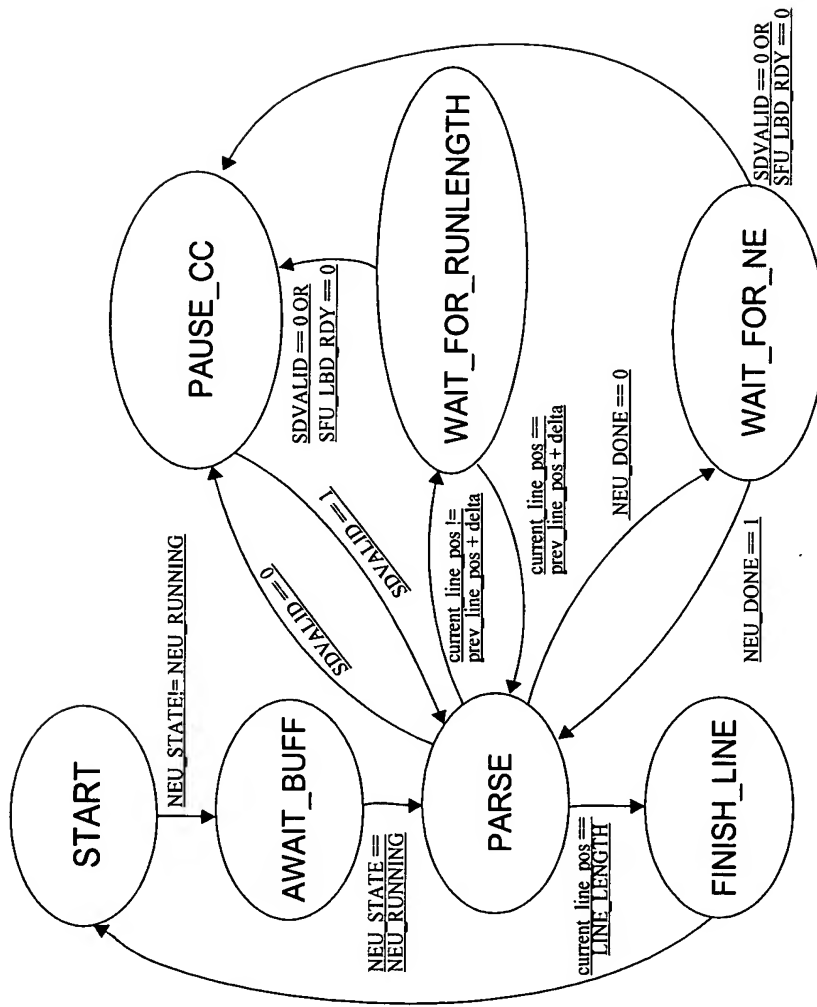 START
NEU_STATE!= NEU_RUNNING
AWAIT_BUFF
NEU_STATE ==
NEU_RUNNING
PARSE
current_line_pos ==
LINE_LENGTH
FINISH_LINE
PAUSE_CC
SDVALID == 0
SDVALID == 1
SDVALID == 0 OR
SFU_LBD_RDY == 0
WAIT_FOR_RUNLENGTH
current_line_pos !=
prev_line_pos + delta
current_line_pos ==
prev_line_pos + delta
NEU_DONE == 0
NEU_DONE == 1
WAIT_FOR_NE
SDVALID == 0 OR
SFU_LBD_RDY == 0